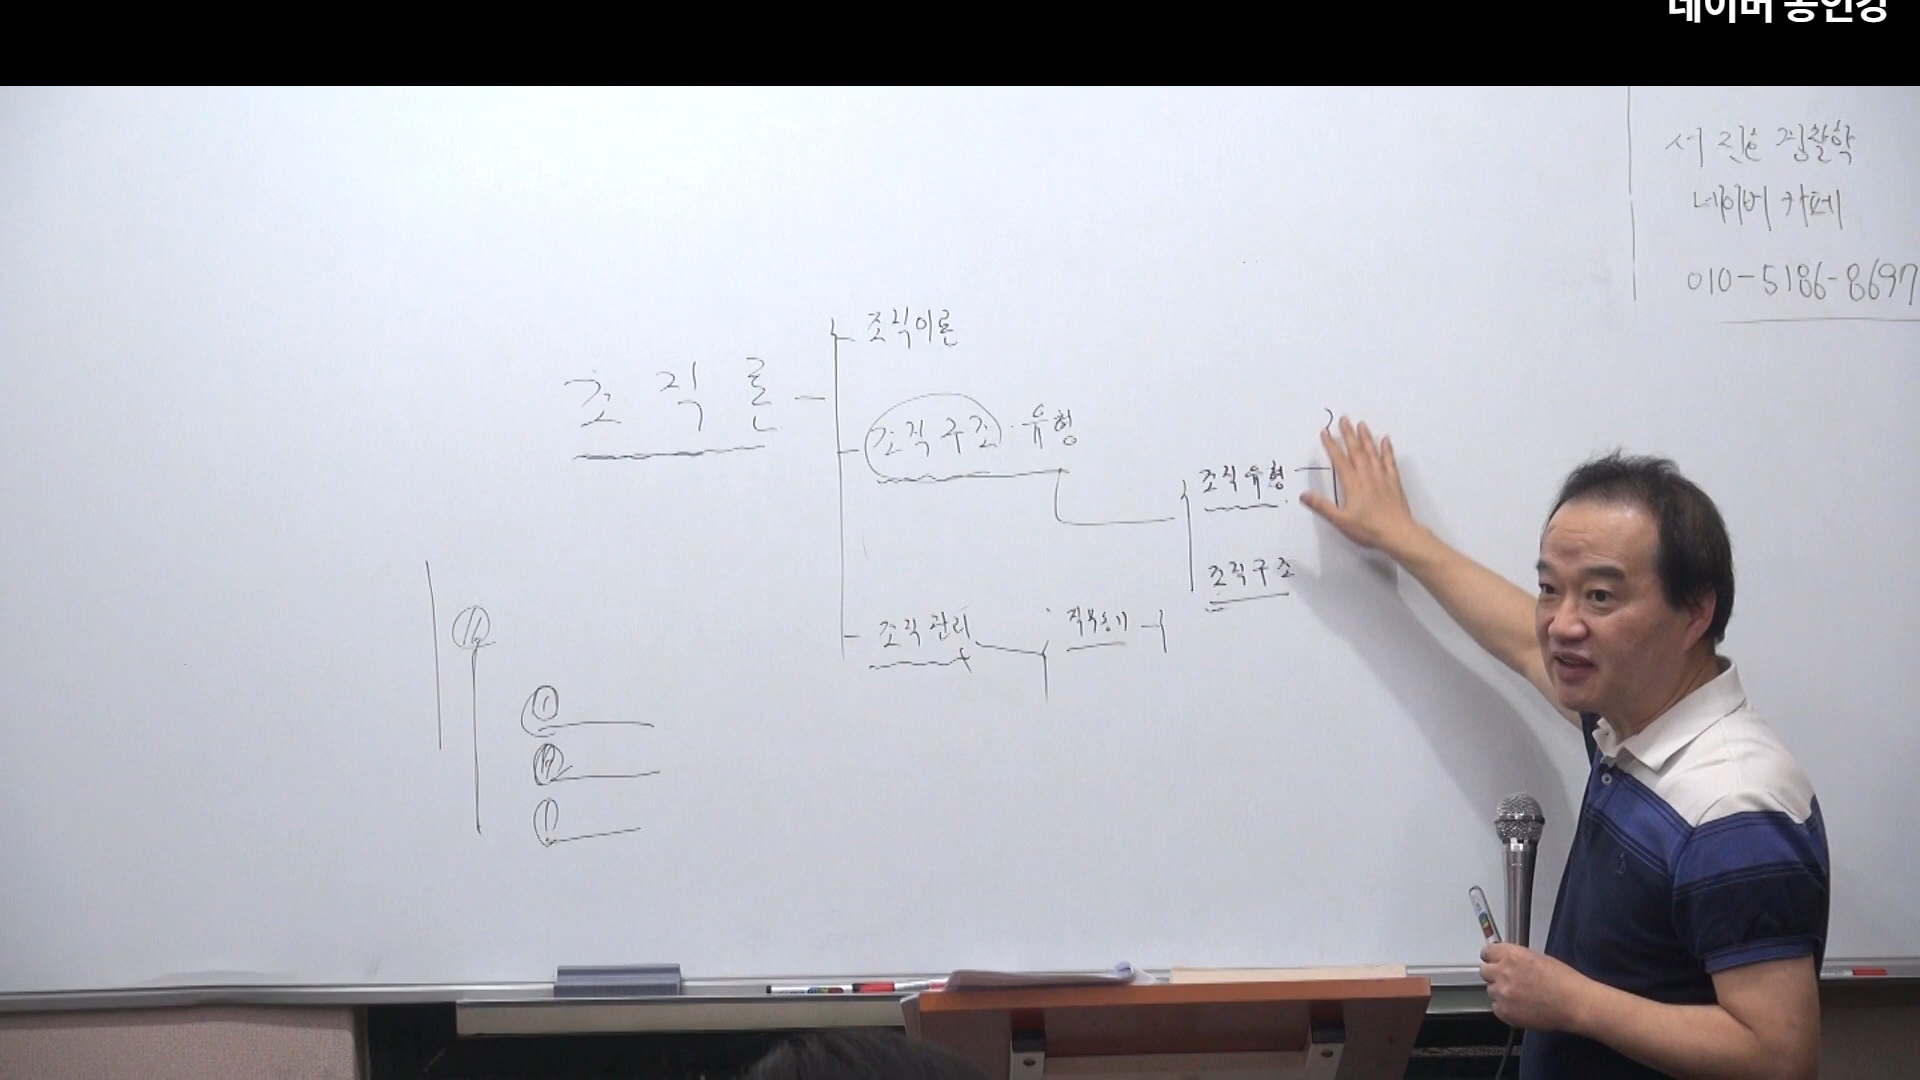 네이버 공인강
서진 경찰학
네이버 카페
010-5186-8697
조직론
조직이론
조직구조·유형
조직유형
조직구조
조직관리
직무동기